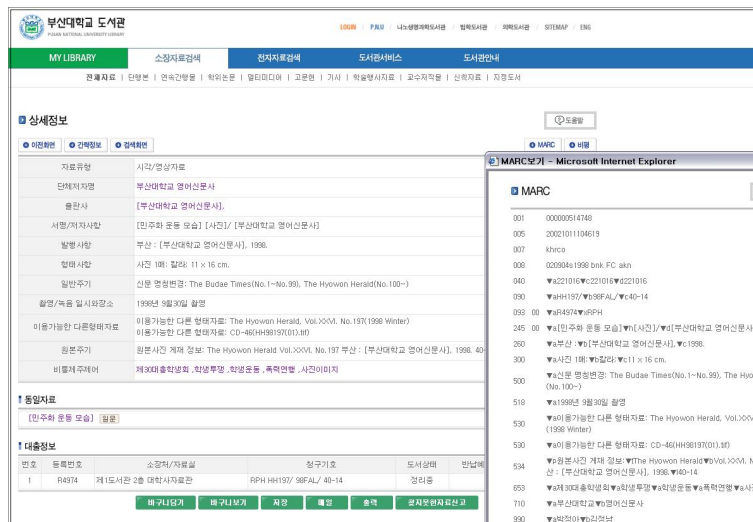 부산대학교 도서관
PUSAN NATIONAL UNIVERSITY LIBRARY
LOGIN / P.N.U / 나노생명과학도서관 / 법학도서관 / 의학도서관 / SITEMAP / ENG
MY LIBRARY 소장자료검색 전자자료검색 도서관서비스 도서관안내
전체자료 | 단행본 | 연속간행물 | 학위논문 | 멀티미디어 | 고문헌 | 기사 | 학술행사자료 | 교수저작물 | 신착자료 | 지정도서
상세정보
도움말
이전화면 간략정보 검색화면 MARC 비평
자료유형 시각/영상자료
단체저자명 부산대학교 영어신문사
출판사 [부산대학교 영어신문사],
서명/저자사항 [민주화 운동 모습] [사진]/ [부산대학교 영어신문사]
발행사항 부산 : [부산대학교 영어신문사], 1998.
형태사항 사진 1매: 칼라; 11 x 16 cm.
일반주기 신문 명칭변경: The Budae Times(No.1~No.99), The Hyowon Herald(No.100~)
촬영/녹음 일시와장소 1998년 9월30일 촬영
이용가능한 다른형태자료 이용가능한 다른 형태자료: The Hyowon Herald, Vol.XXVI. No.197(1998 Winter)
이용가능한 다른 형태자료: CD-46(HH98197(01).tif)
원본주기 원본사진 게재 정보: The Hyowon Herald Vol.XXVI. No.197 부산 : [부산대학교 영어신문사], 1998. 40-
비통제주제어 제30대총학생회 ,학생투쟁 ,학생운동 ,폭력연행 ,사진이미지
동일자료
[민주화 운동 모습] 원문
대출정보
번호 등록번호 소장처/자료실 청구기호 도서상태 반납예
1 R4974 제1도서관 2층 대학사자료관 RPH HH197/ 98FAL/ 40-14 정리중
바구니담기 바구니보기 저장 메일 출력 찾지못한자료신고
MARC보기 - Microsoft Internet Explorer
MARC
001 000000514748
005 20021011104619
007 khrco
008 020904s1998 bnk FC akn
040 ▼a221016▼c221016▼d221016
090 ▼aHH197/▼b98FAL/▼c40-14
093 00 ▼aR4974▼xRPH
245 00 ▼a[민주화 운동 모습]▼h[사진]/▼d[부산대학교 영어신문사
260 ▼a부산 :▼b[부산대학교 영어신문사],▼c1998.
300 ▼a사진 1매: ▼b칼라; ▼c11 x 16 cm.
500 ▼a신문 명칭변경: The Budae Times(No.1~No.99), The Hyo
(No.100~)
518 ▼a1998년 9월30일 촬영
530 ▼a이용가능한 다른 형태자료: The Hyowon Herald, Vol.XXV
(1998 Winter)
530 ▼a이용가능한 다른 형태자료: CD-46(HH98197(01).tif)
534 ▼p원본사진 게재 정보: ▼tThe Hyowon Herald▼bVol.XXVI. N
산 : [부산대학교 영어신문사], 1998.▼l40-14
653 ▼a제30대총학생회▼a학생투쟁▼a학생운동▼a폭력연행▼a사
710 ▼a부산대학교▼b영어신문사
990 ▼a박정아▼b김정남